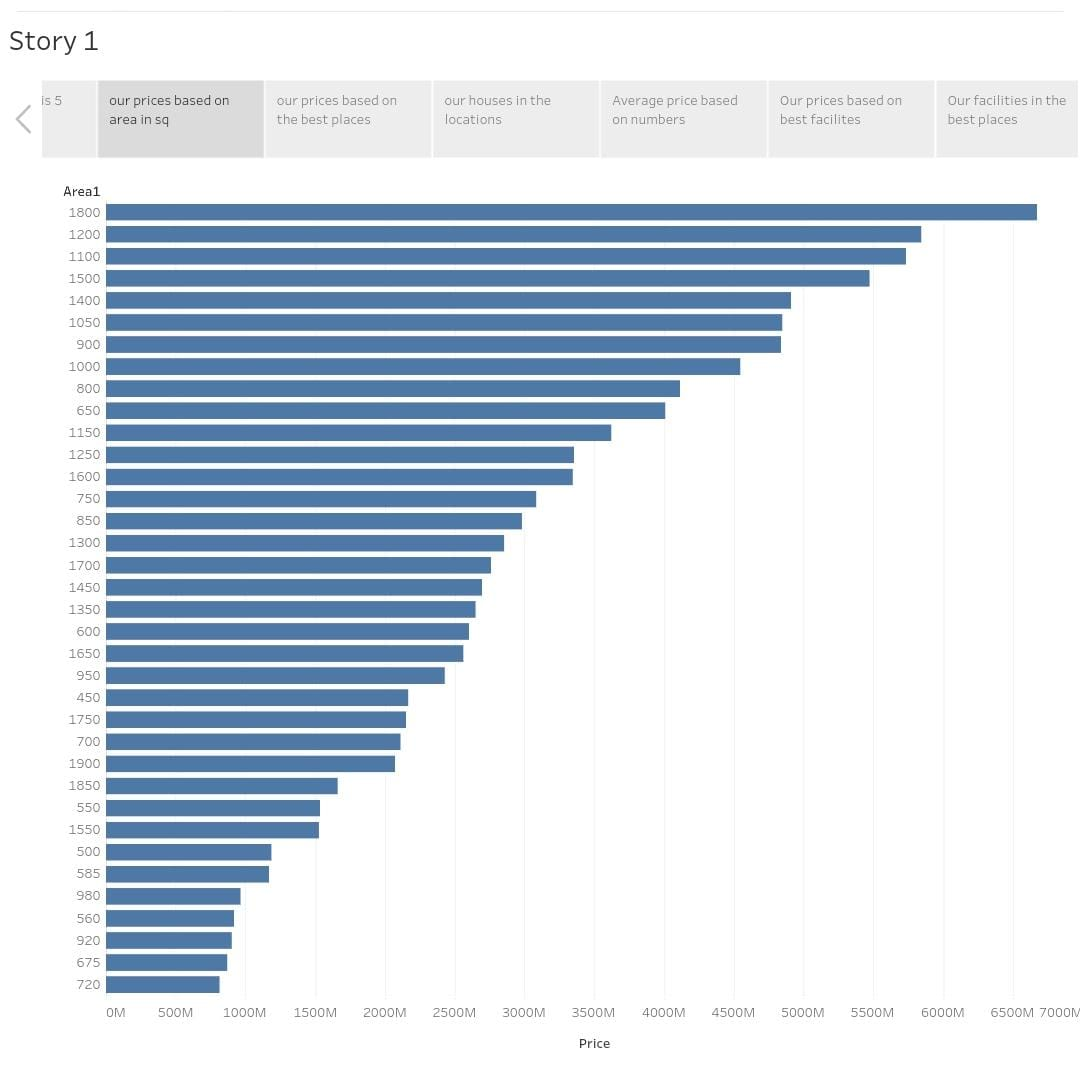 Story 1
is 5
our prices based on
area in sq
our prices based on
the best places
our houses in the
locations
Average price based
on numbers
Our prices based on
best facilites
Our facilities in the
best places
Area1
1800
1200
1100
1500
1400
1050
900
1000
800
650
1150
1250
1600
750
850
1300
1700
1450
1350
600
1650
950
450
1750
700
1900
1850
550
1550
500
585
980
560
920
675
720
0M 500M 1000M 1500M 2000M 2500M 3000M 3500M 4000M 4500M 5000M 5500M 6000M 6500M 7000M
Price